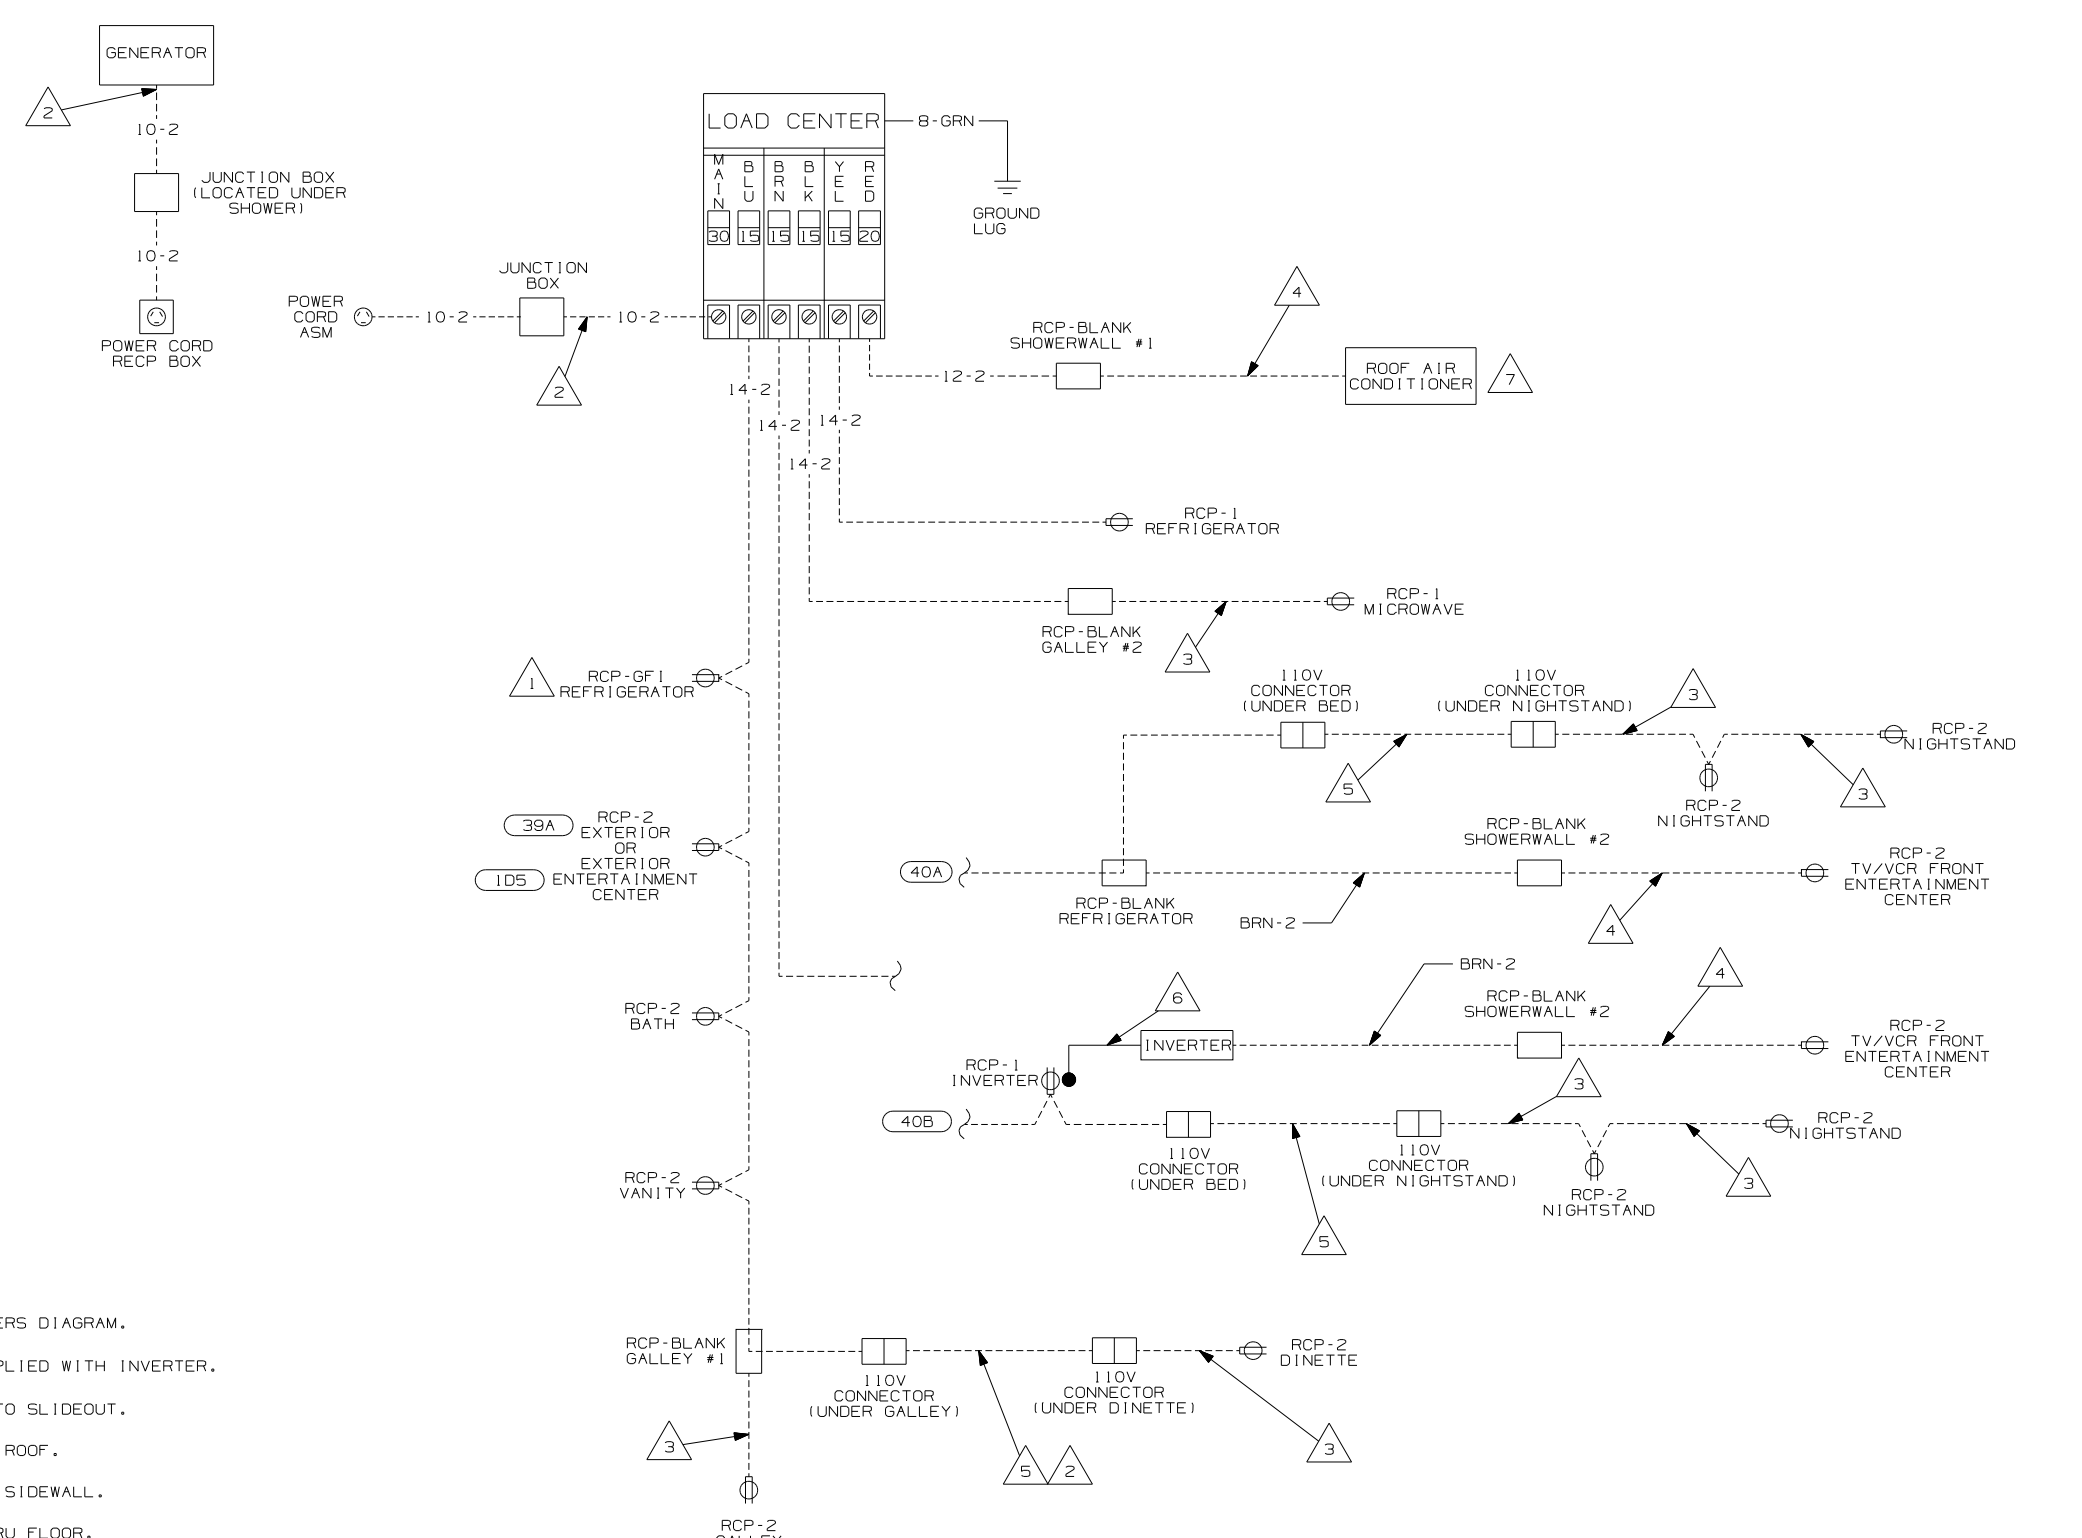 GENERATOR
2
10-2
JUNCTION BOX
(LOCATED UNDER
SHOWER)
10-2
POWER CORD
RECP BOX
LOAD CENTER
8-GRN
GROUND
LUG
MAIN
BLU
BRN
BLK
YEL
RED
30
15
15
15
15
20
POWER
CORD
ASM
10-2
JUNCTION
BOX
10-2
2
14-2
14-2
14-2
14-2
12-2
RCP-BLANK
SHOWERWALL #1
4
ROOF AIR
CONDITIONER
7
RCP-1
REFRIGERATOR
RCP-BLANK
GALLEY #2
3
RCP-1
MICROWAVE
1
RCP-GFI
REFRIGERATOR
110V
CONNECTOR
(UNDER BED)
5
110V
CONNECTOR
(UNDER NIGHTSTAND)
3
RCP-2
NIGHTSTAND
3
RCP-2
NIGHTSTAND
39A
1D5
RCP-2
EXTERIOR
OR
EXTERIOR
ENTERTAINMENT
CENTER
40A
RCP-BLANK
REFRIGERATOR
BRN-2
RCP-BLANK
SHOWERWALL #2
4
RCP-2
TV/VCR FRONT
ENTERTAINMENT
CENTER
RCP-2
BATH
6
INVERTER
BRN-2
RCP-BLANK
SHOWERWALL #2
4
RCP-2
TV/VCR FRONT
ENTERTAINMENT
CENTER
RCP-1
INVERTER
40B
110V
CONNECTOR
(UNDER BED)
5
110V
CONNECTOR
(UNDER NIGHTSTAND)
3
RCP-2
NIGHTSTAND
3
RCP-2
NIGHTSTAND
RCP-2
VANITY
RCP-BLANK
GALLEY #1
110V
CONNECTOR
(UNDER GALLEY)
5
2
110V
CONNECTOR
(UNDER DINETTE)
3
RCP-2
DINETTE
3
RCP-2
ERS DIAGRAM.
PLIED WITH INVERTER.
TO SLIDEOUT.
ROOF.
SIDEWALL.
RU FLOOR.